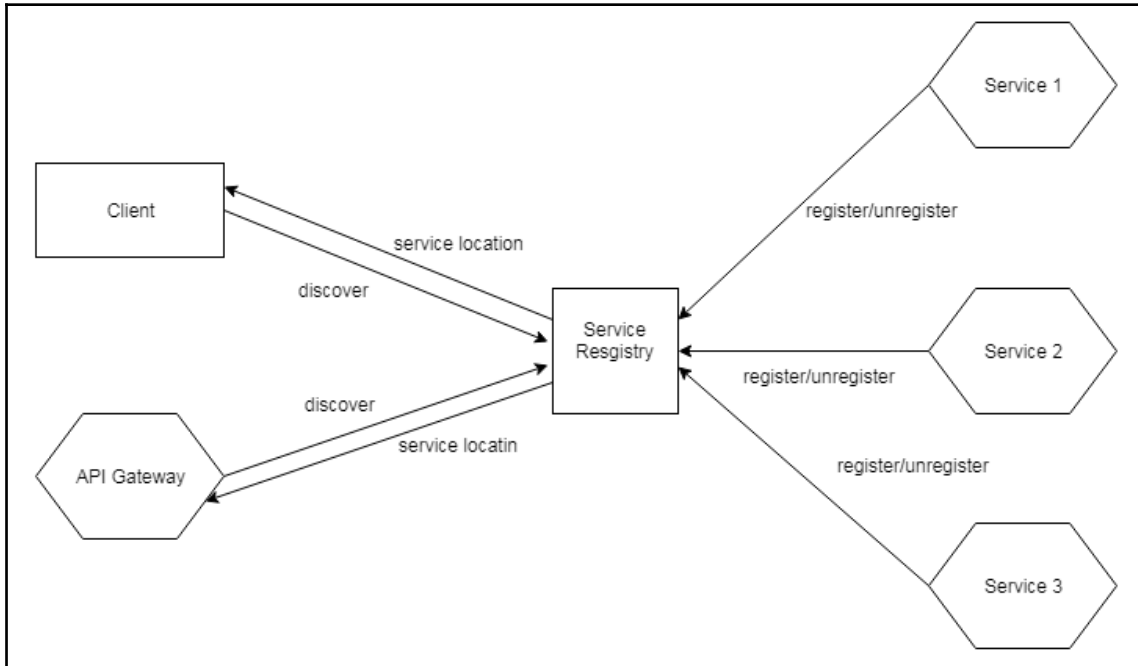 Service 1
Client
register/unregister
service location
discover
Service
Resgistry
Service 2
register/unregister
discover
service locatin
API Gateway
register/unregister
Service 3